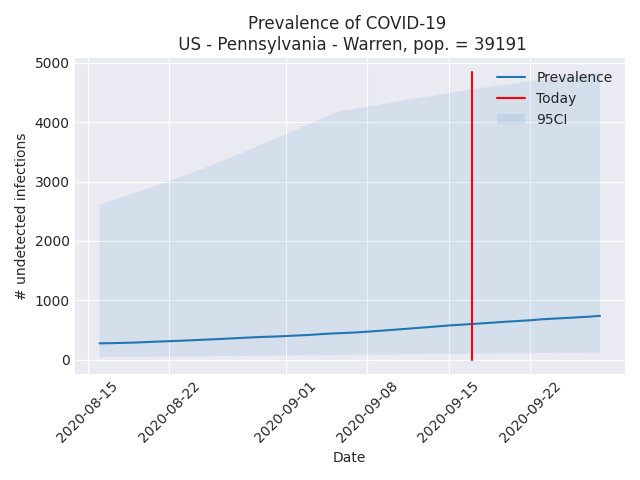 Prevalence of COVID-19
US - Pennsylvania - Warren, pop. = 39191
Prevalence
Today
95CI
# undetected infections
5000
4000
3000
2000
1000
0
2020-08-15
2020-08-22
2020-09-01
2020-09-08
2020-09-15
2020-09-22
Date